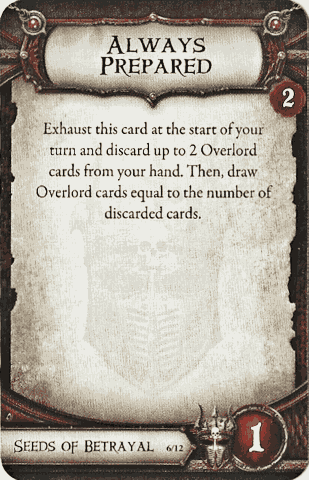 Always
Prepared
2
Exhaust this card at the start of your
turn and discard up to 2 Overlord
cards from your hand. Then, draw
Overlord cards equal to the number of
discarded cards.
Seeds of Betrayal 6/12
1